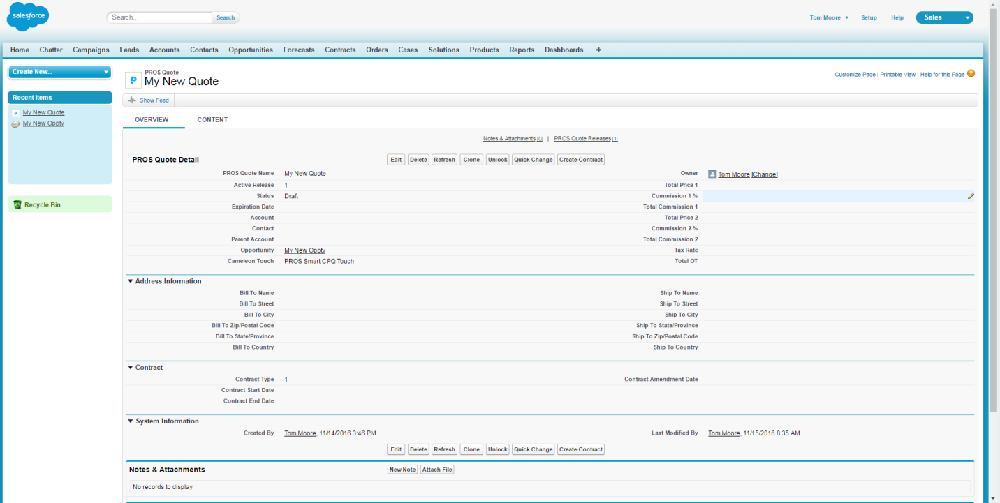 salesforce
Search... Search
Tom Moore Setup Help Sales
Home Chatter Campaigns Leads Accounts Contacts Opportunities Forecasts Contracts Orders Cases Solutions Products Reports Dashboards +
Create New...
Recent Items
P My New Quote
My New Oppty
Recycle Bin
P PROS Quote
My New Quote
Customize Page | Printable View | Help for this Page ?
Show Feed
OVERVIEW CONTENT
Notes & Attachments [0] | PROS Quote Releases [1]
PROS Quote Detail Edit Delete Refresh Clone Unlock Quick Change Create Contract
PROS Quote Name My New Quote Owner Tom Moore [Change]
Active Release 1 Total Price 1
Status Draft Commission 1 %
Expiration Date Total Commission 1
Account Total Price 2
Contact Commission 2 %
Parent Account Total Commission 2
Opportunity My New Oppty Tax Rate
Cameleon Touch PROS Smart CPQ Touch Total OT
Address Information
Bill To Name Ship To Name
Bill To Street Ship To Street
Bill To City Ship To City
Bill To Zip/Postal Code Ship To State/Province
Bill To State/Province Ship To Zip/Postal Code
Bill To Country Ship To Country
Contract
Contract Type 1 Contract Amendment Date
Contract Start Date
Contract End Date
System Information
Created By Tom Moore, 11/14/2016 3:46 PM Last Modified By Tom Moore, 11/15/2016 8:35 AM
Edit Delete Refresh Clone Unlock Quick Change Create Contract
Notes & Attachments New Note Attach File
No records to display